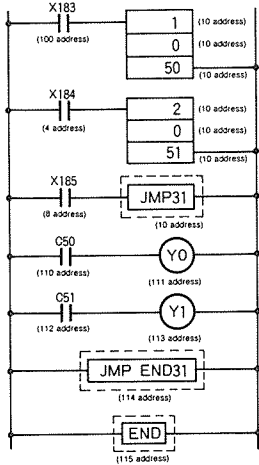 X183
(100 address)
1 (10 address)
0 (10 address)
50 (10 address)
X184
(4 address)
2 (10 address)
0 (10 address)
51 (10 address)
X185
(8 address)
JMP31
(10 address)
C50
(110 address)
Y0
(111 address)
C51
(112 address)
Y1
(113 address)
JMP END31
(114 address)
END
(115 address)